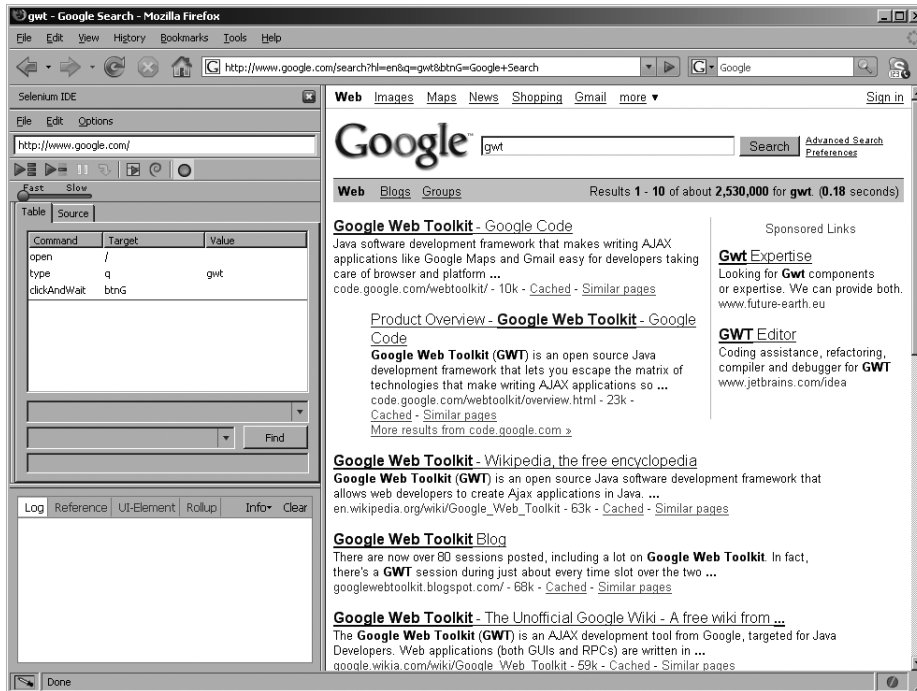 gwt - Google Search - Mozilla Firefox
File Edit View History Bookmarks Tools Help
http://www.google.com/search?hl=en&q=gwt&btnG=Google+Search
G Google
Selenium IDE
File Edit Options
http://www.google.com/
Fast Slow
Table Source
Command Target Value
open /
type q gwt
clickAndWait btnG
Find
Log Reference UI-Element Rollup Info Clear
Web Images Maps News Shopping Gmail more ▼ Sign in
Google™ gwt Search Advanced Search
Preferences
Web Blogs Groups Results 1 - 10 of about 2,530,000 for gwt. (0.18 seconds)
Google Web Toolkit - Google Code
Java software development framework that makes writing AJAX
applications like Google Maps and Gmail easy for developers taking
care of browser and platform ...
code.google.com/webtoolkit/ - 10k - Cached - Similar pages
Product Overview - Google Web Toolkit - Google
Code
Google Web Toolkit (GWT) is an open source Java
development framework that lets you escape the matrix of
technologies that make writing AJAX applications so ...
code.google.com/webtoolkit/overview.html - 23k -
Cached - Similar pages
More results from code.google.com »
Sponsored Links
Gwt Expertise
Looking for Gwt components
or expertise. We can provide both.
www.future-earth.eu
GWT Editor
Coding assistance, refactoring,
compiler and debugger for GWT
www.jetbrains.com/idea
Google Web Toolkit - Wikipedia, the free encyclopedia
Google Web Toolkit (GWT) is an open source Java software development framework that
allows web developers to create Ajax applications in Java. ...
en.wikipedia.org/wiki/Google_Web_Toolkit - 63k - Cached - Similar pages
Google Web Toolkit Blog
There are now over 80 sessions posted, including a lot on Google Web Toolkit. In fact,
there's a GWT session during just about every time slot over the two ...
googlewebtoolkit.blogspot.com/ - 68k - Cached - Similar pages
Google Web Toolkit - The Unofficial Google Wiki - A free wiki from ...
The Google Web Toolkit (GWT) is an AJAX development tool from Google, targeted for Java
Developers. Web applications (both GUIs and RPCs) are written in ...
google.wikia.com/wiki/Google_Web_Toolkit - 59k - Cached - Similar pages
Done